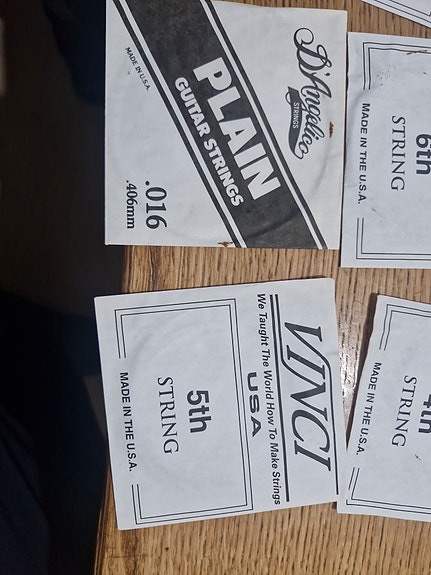 D'Angelico
STRINGS
PLAIN
GUITAR STRINGS
MADE IN U.S.A.
.016
.406mm
6th
STRING
MADE IN THE U.S.A.
VINCI
We Taught The World How To Make Strings
USA
5th
STRING
MADE IN THE U.S.A.
4th
STRING
MADE IN THE U.S.A.